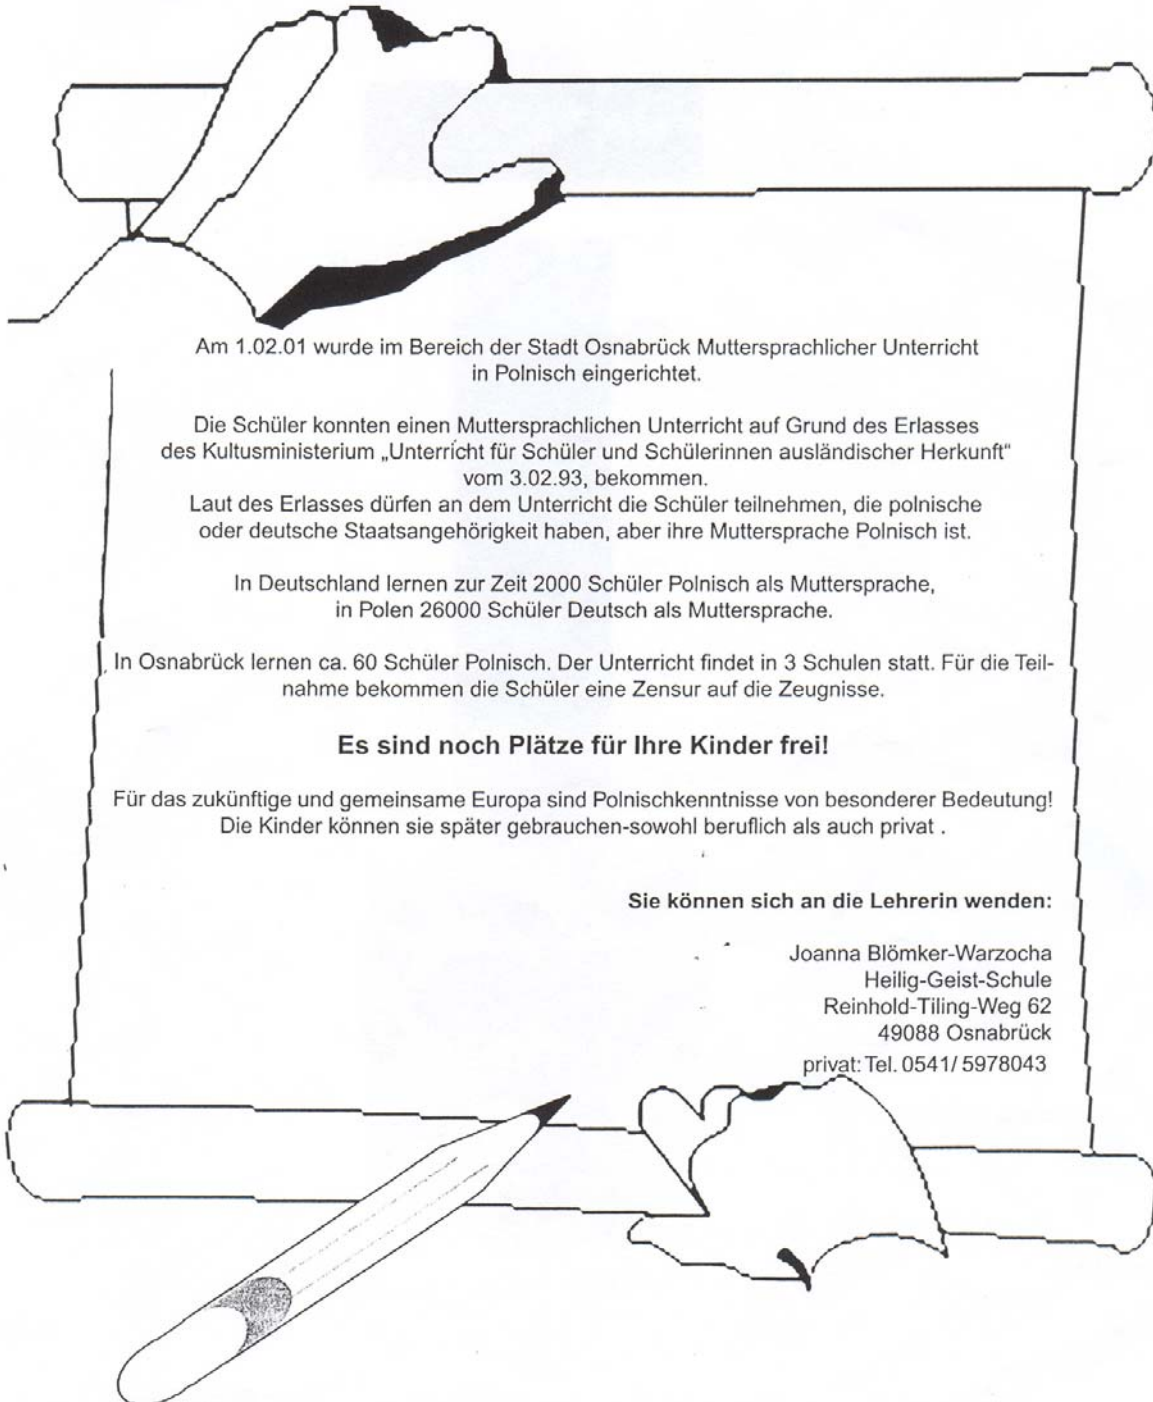 Am 1.02.01 wurde im Bereich der Stadt Osnabrück Muttersprachlicher Unterricht
in Polnisch eingerichtet.
Die Schüler konnten einen Muttersprachlichen Unterricht auf Grund des Erlasses
des Kultusministerium „Unterricht für Schüler und Schülerinnen ausländischer Herkunft“
vom 3.02.93, bekommen.
Laut des Erlasses dürfen an dem Unterricht die Schüler teilnehmen, die polnische
oder deutsche Staatsangehörigkeit haben, aber ihre Muttersprache Polnisch ist.
In Deutschland lernen zur Zeit 2000 Schüler Polnisch als Muttersprache,
in Polen 26000 Schüler Deutsch als Muttersprache.
In Osnabrück lernen ca. 60 Schüler Polnisch. Der Unterricht findet in 3 Schulen statt. Für die Teil-
nahme bekommen die Schüler eine Zensur auf die Zeugnisse.
Es sind noch Plätze für Ihre Kinder frei!
Für das zukünftige und gemeinsame Europa sind Polnischkenntnisse von besonderer Bedeutung!
Die Kinder können sie später gebrauchen-sowohl beruflich als auch privat .
Sie können sich an die Lehrerin wenden:
Joanna Blömker-Warzocha
Heilig-Geist-Schule
Reinhold-Tiling-Weg 62
49088 Osnabrück
privat: Tel. 0541/ 5978043